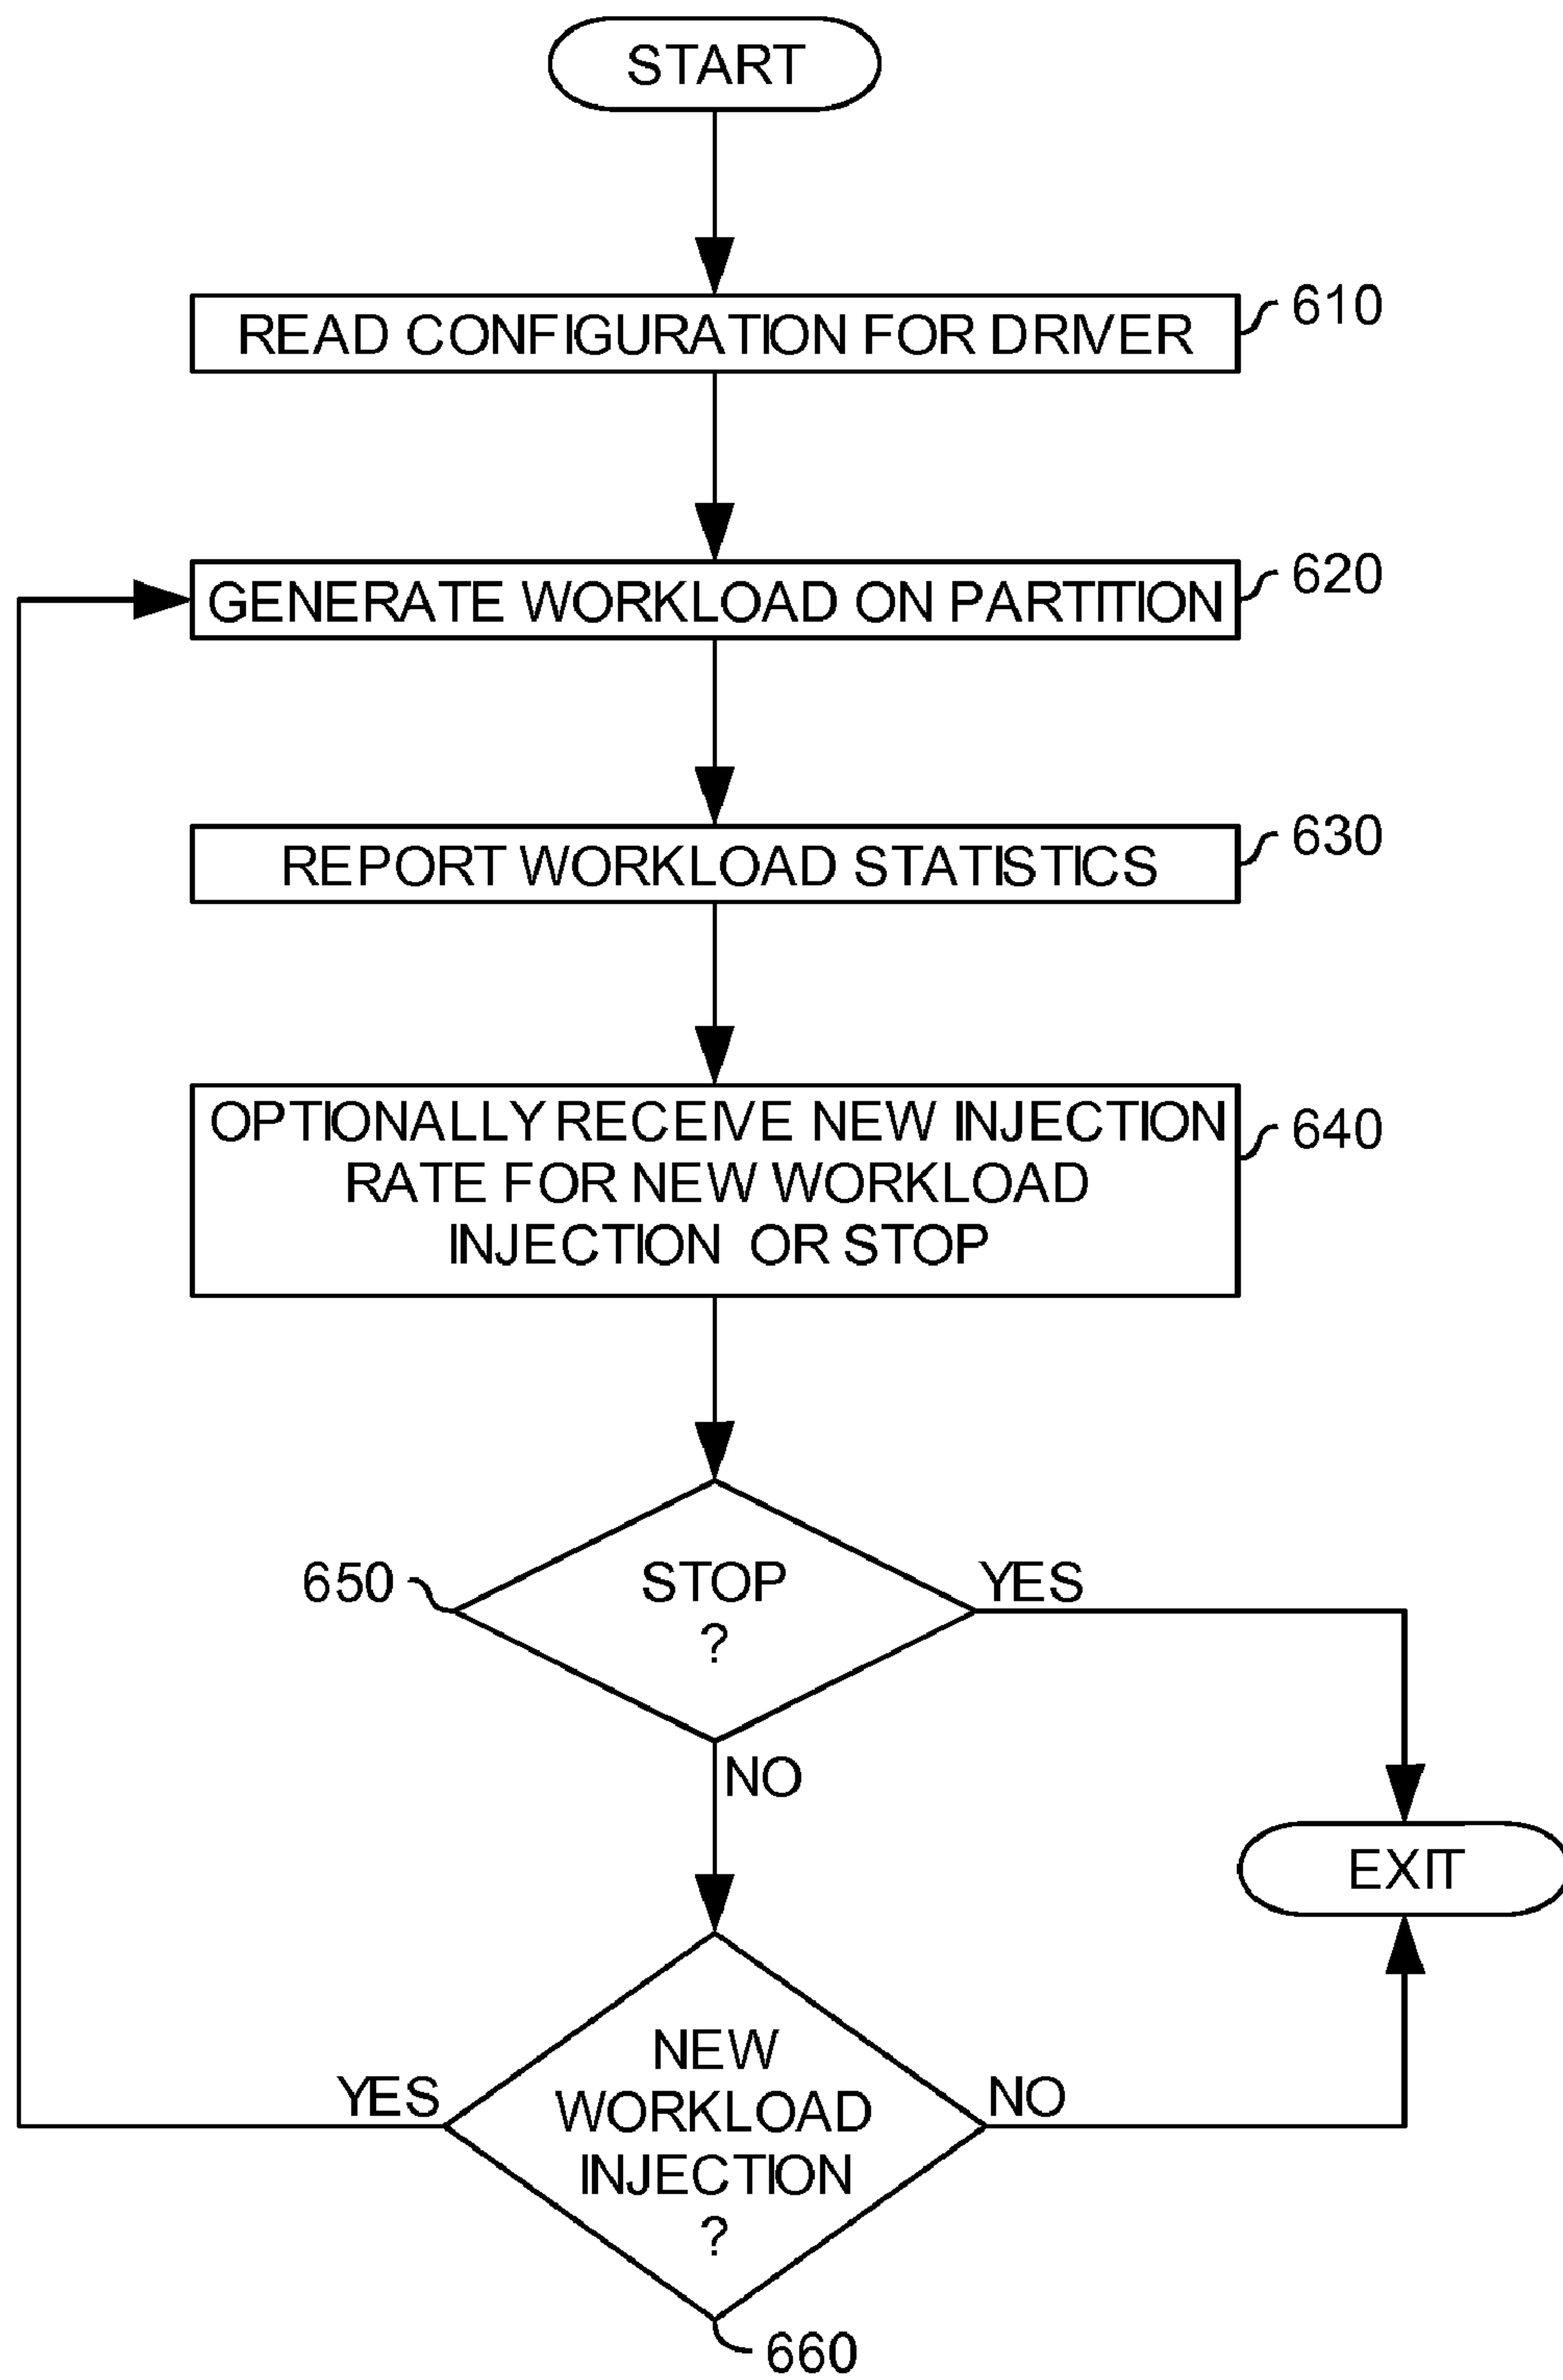 START
READ CONFIGURATION FOR DRIVER
610
GENERATE WORKLOAD ON PARTITION
620
REPORT WORKLOAD STATISTICS
630
OPTIONALLY RECEIVE NEW INJECTION
RATE FOR NEW WORKLOAD
INJECTION OR STOP
640
650
STOP
?
YES
NO
EXIT
NEW
WORKLOAD
INJECTION
?
YES
NO
660